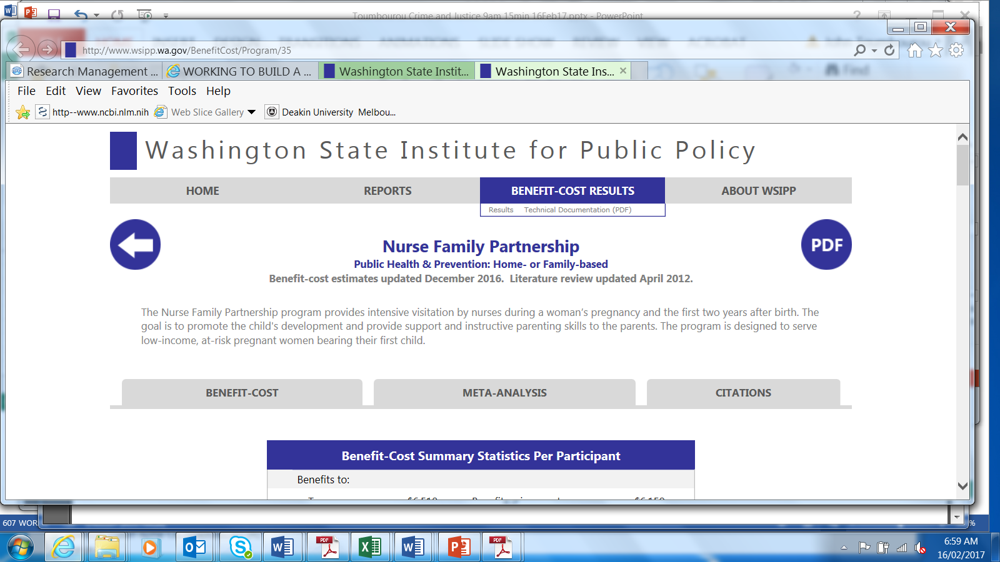 Toumbourou Crime and Justice 9am 15min 16Feb17.pptx - PowerPoint
http://www.wsipp.wa.gov/BenefitCost/Program/35
Research Management ...
WORKING TO BUILD A ...
Washington State Instit...
Washington State Ins...
Find
File Edit View Favorites Tools Help
http--www.ncbi.nlm.nih
Web Slice Gallery
Deakin University Melbou...
Washington State Institute for Public Policy
HOME
REPORTS
BENEFIT-COST RESULTS
ABOUT WSIPP
Results Technical Documentation (PDF)
PDF
Nurse Family Partnership
Public Health & Prevention: Home- or Family-based
Benefit-cost estimates updated December 2016. Literature review updated April 2012.
The Nurse Family Partnership program provides intensive visitation by nurses during a woman's pregnancy and the first two years after birth. The
goal is to promote the child's development and provide support and instructive parenting skills to the parents. The program is designed to serve
low-income, at-risk pregnant women bearing their first child.
BENEFIT-COST
META-ANALYSIS
CITATIONS
Benefit-Cost Summary Statistics Per Participant
Benefits to:
607 WOR
%
6:59 AM
16/02/2017